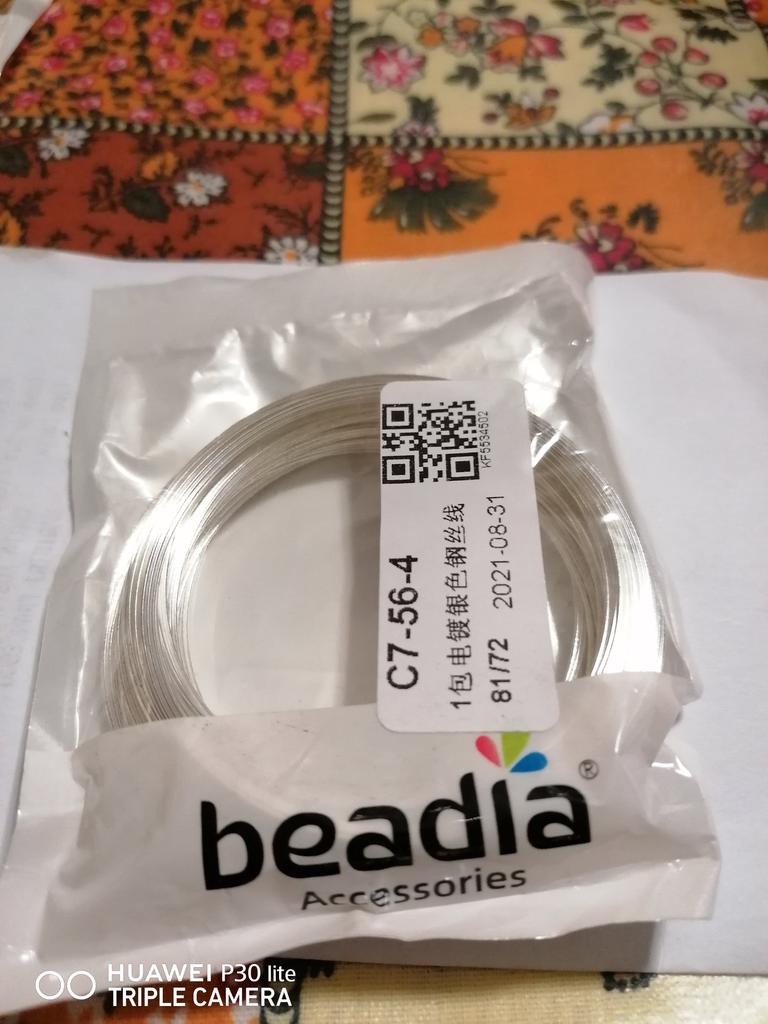 KF5534502
C7-56-4
1包电镀银色钢丝线
81/72 2021-08-31
beadia®
Accessories
HUAWEI P30 lite
TRIPLE CAMERA